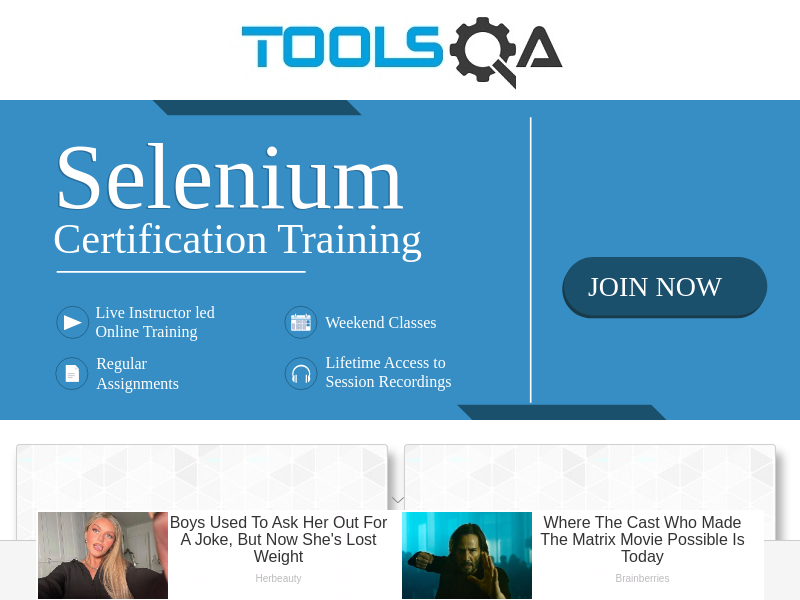 TOOLSQA
Selenium
Certification Training
JOIN NOW
Live Instructor led
Online Training
Weekend Classes
Regular
Assignments
Lifetime Access to
Session Recordings
Boys Used To Ask Her Out For
A Joke, But Now She's Lost
Weight
Herbeauty
Where The Cast Who Made
The Matrix Movie Possible Is
Today
Brainberries